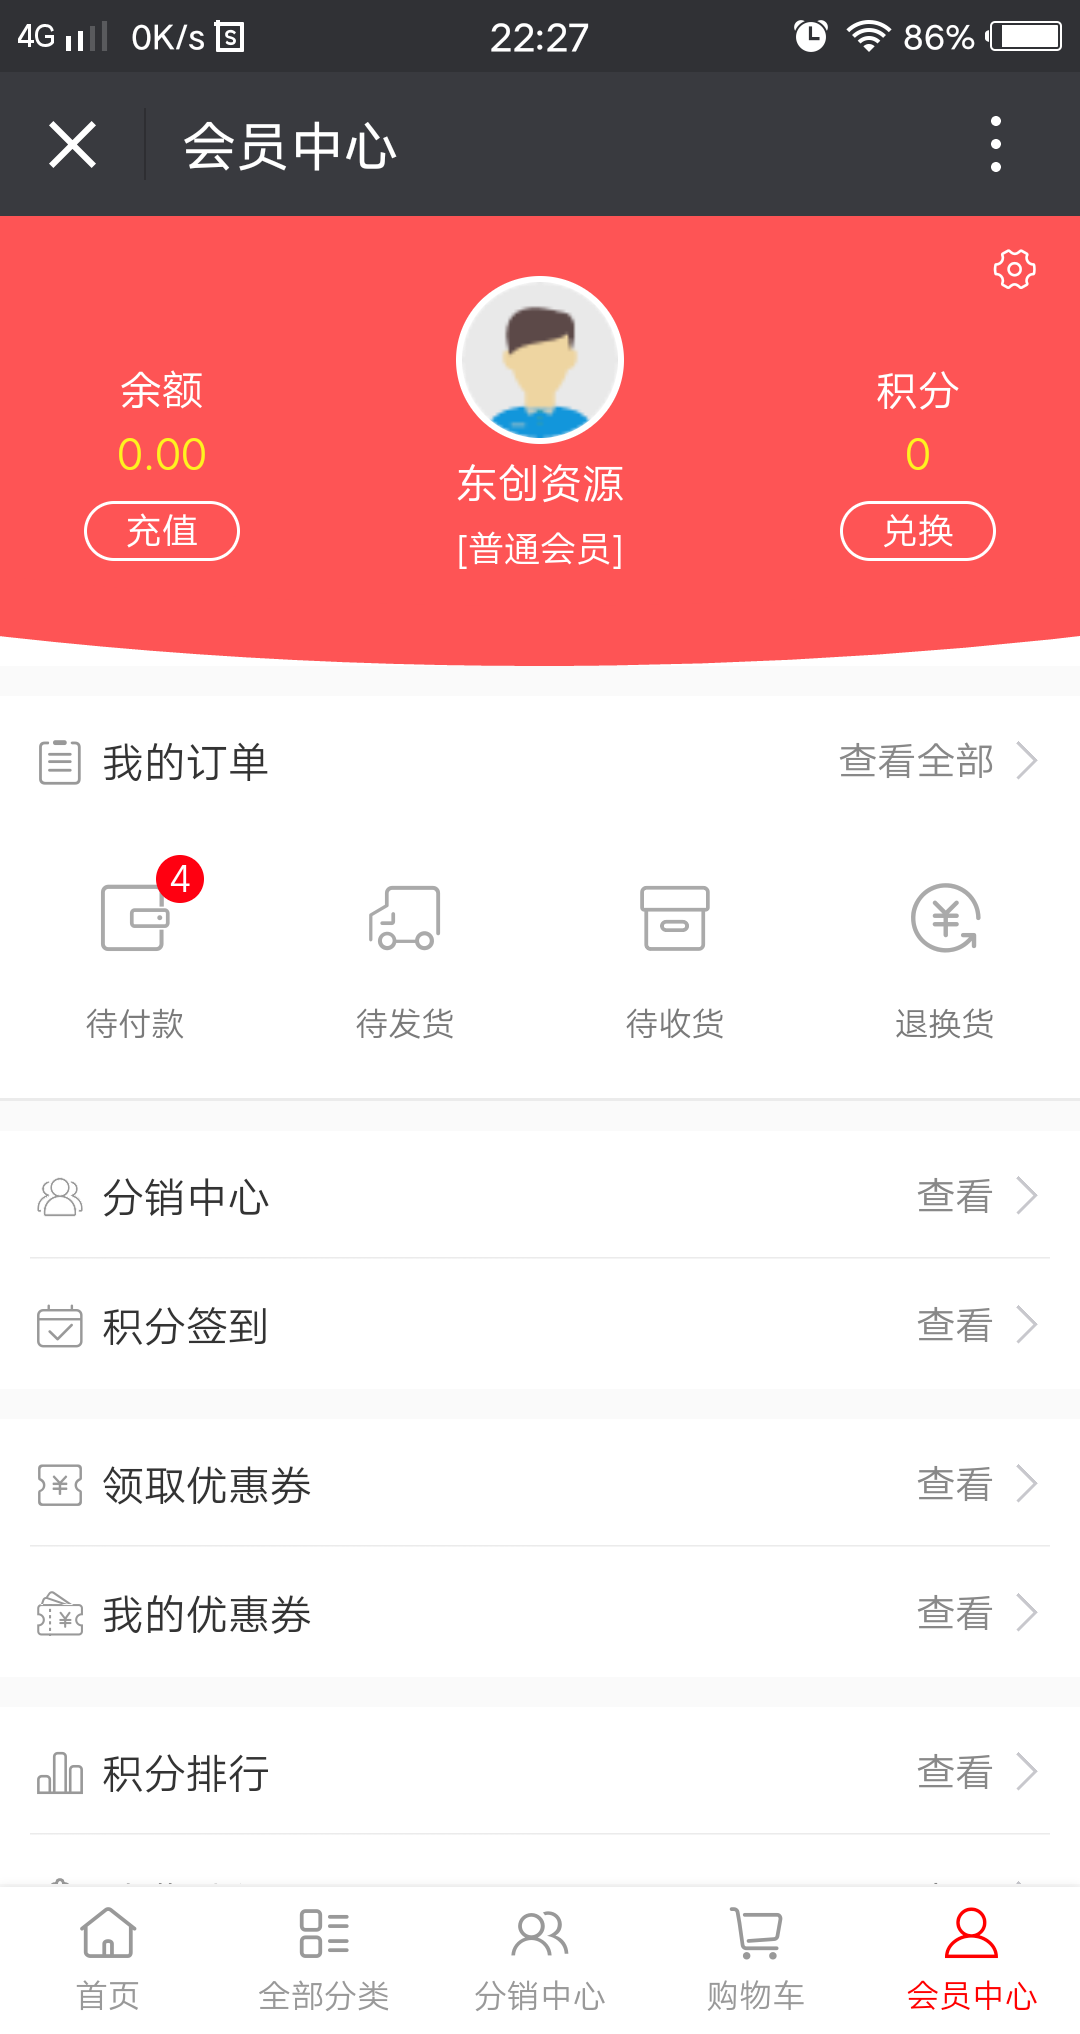 4G 0K/s 22:27 86%
会员中心
余额
0.00
充值
东创资源
[普通会员]
积分
0
兑换
我的订单 查看全部
4
待付款 待发货 待收货 退换货
分销中心 查看
积分签到 查看
领取优惠券 查看
我的优惠券 查看
积分排行 查看
首页 全部分类 分销中心 购物车 会员中心